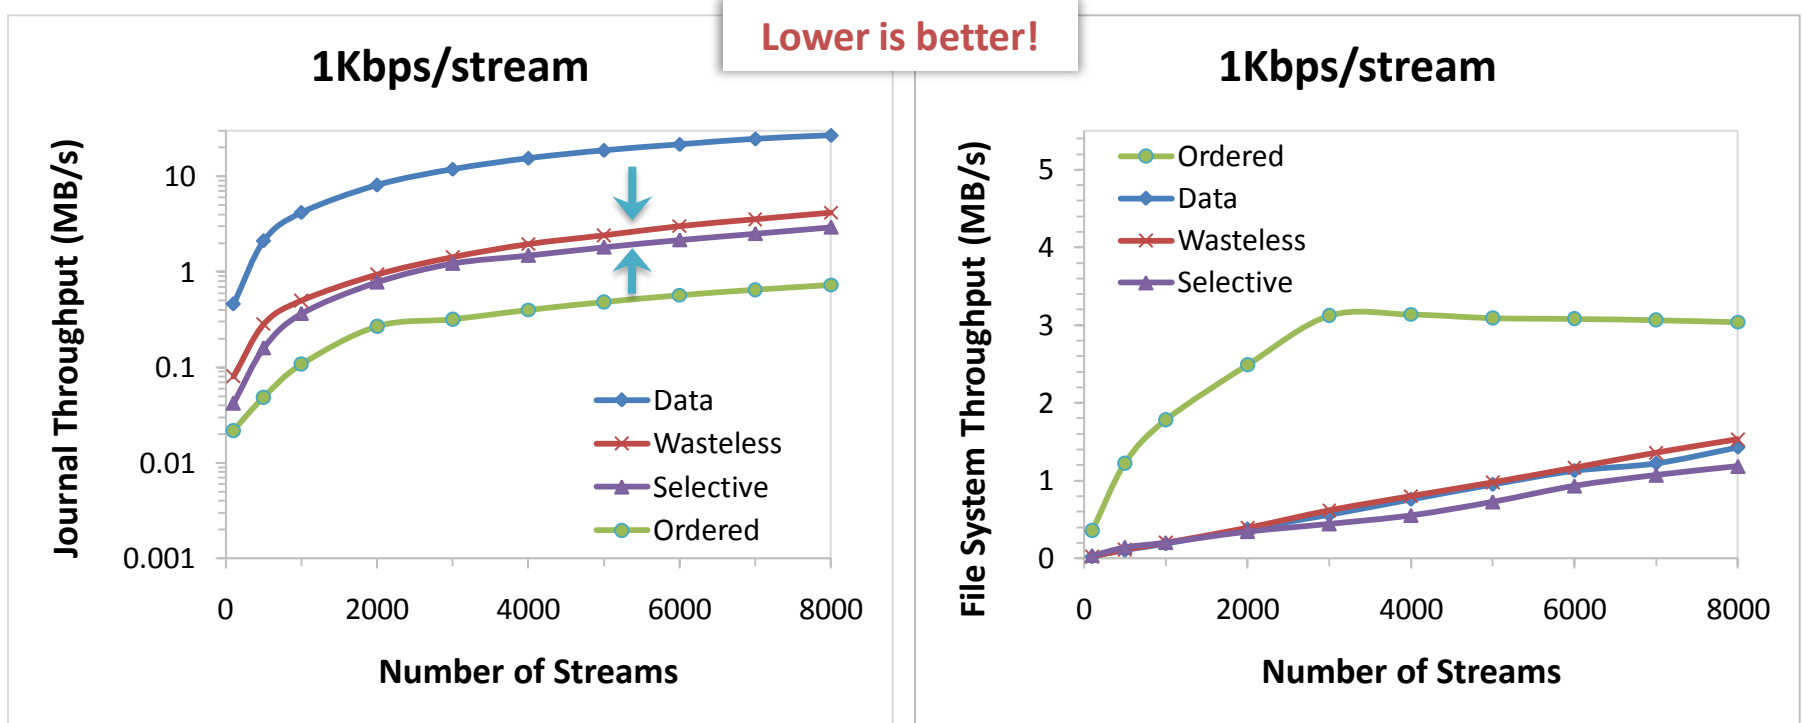 Lower is better!
1Kbps/stream
Journal Throughput (MB/s)
10
1
0.1
0.01
0.001
0 2000 4000 6000 8000
Number of Streams
Data
Wasteless
Selective
Ordered
1Kbps/stream
File System Throughput (MB/s)
5
4
3
2
1
0
0 2000 4000 6000 8000
Number of Streams
Ordered
Data
Wasteless
Selective